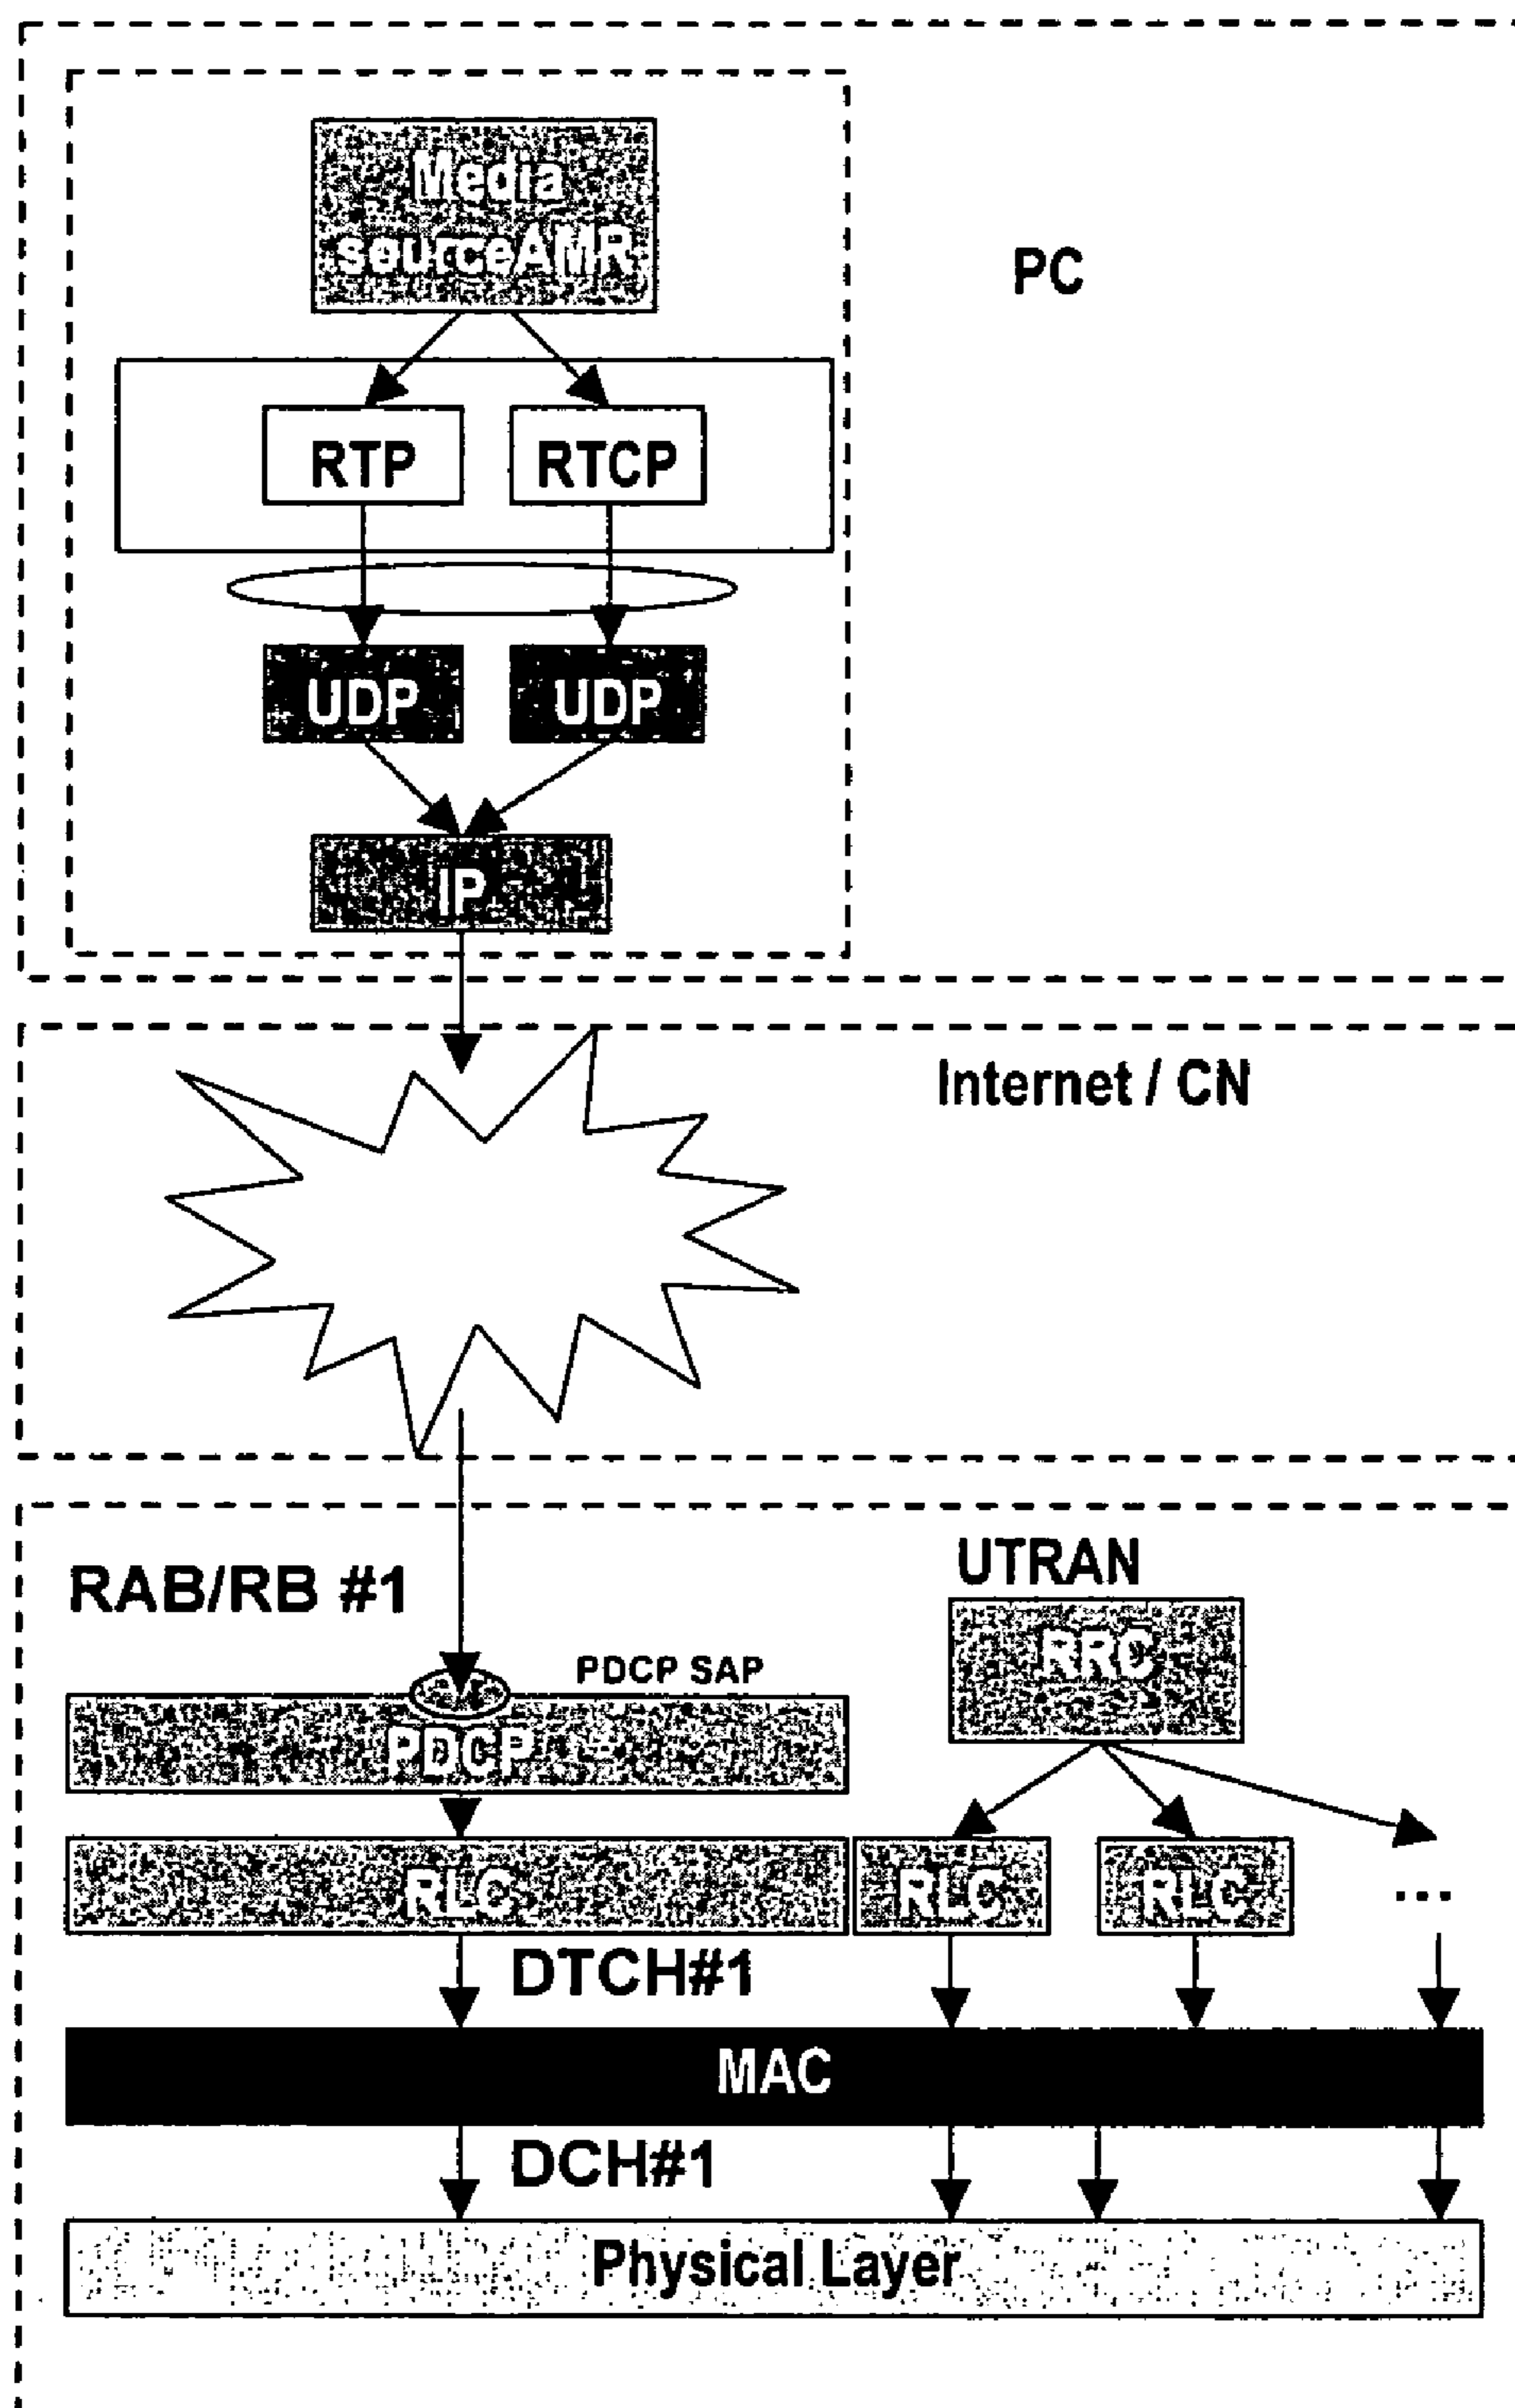 Media
sourceAMR
PC
RTP
RTCP
UDP
UDP
IP
Internet / CN
UTRAN
RAB/RB #1
RRC
PDCP SAP
PDCP
RLC
RLC
RLC
...
DTCH#1
MAC
DCH#1
Physical Layer